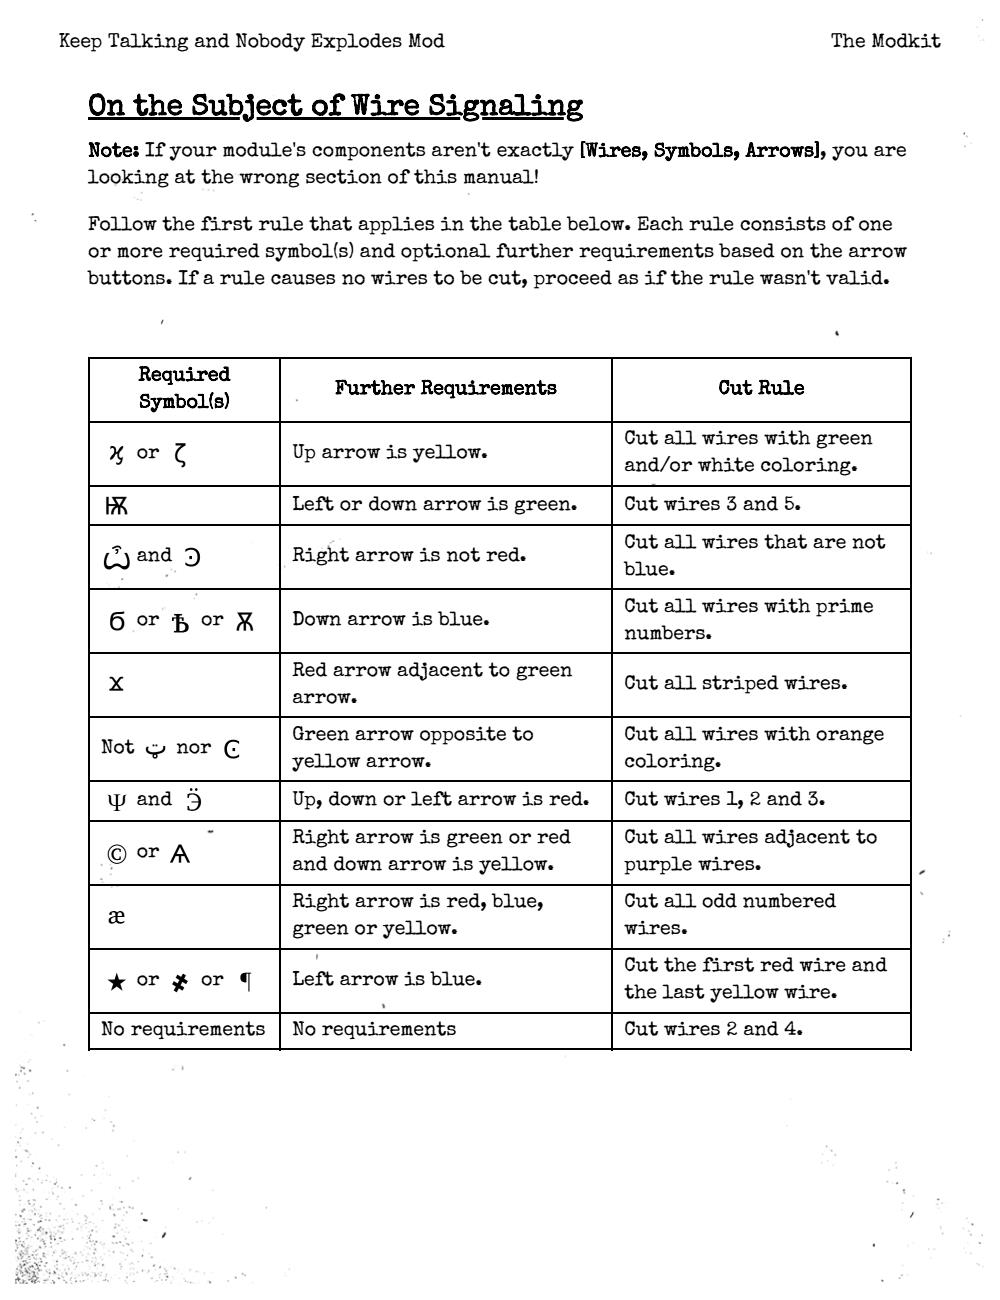 Keep Talking and Nobody Explodes Mod The Modkit
On the Subject of Wire Signaling
Note: If your module's components aren't exactly [Wires, Symbols, Arrows], you are
looking at the wrong section of this manual!
Follow the first rule that applies in the table below. Each rule consists of one
or more required symbol(s) and optional further requirements based on the arrow
buttons. If a rule causes no wires to be cut, proceed as if the rule wasn't valid.
Required
Symbol(s)
Further Requirements
Cut Rule
ϗ or ζ
Up arrow is yellow.
Cut all wires with green
and/or white coloring.
Ѭ
Left or down arrow is green.
Cut wires 3 and 5.
Ѽ and Ͽ
Right arrow is not red.
Cut all wires that are not
blue.
б or Ѣ or Ѫ
Down arrow is blue.
Cut all wires with prime
numbers.
x
Red arrow adjacent to green
arrow.
Cut all striped wires.
Not ټ nor Ͼ
Green arrow opposite to
yellow arrow.
Cut all wires with orange
coloring.
Ψ and Ӭ
Up, down or left arrow is red.
Cut wires 1, 2 and 3.
© or Ѧ
Right arrow is green or red
and down arrow is yellow.
Cut all wires adjacent to
purple wires.
æ
Right arrow is red, blue,
green or yellow.
Cut all odd numbered
wires.
★ or ҂ or ¶
Left arrow is blue.
Cut the first red wire and
the last yellow wire.
No requirements
No requirements
Cut wires 2 and 4.